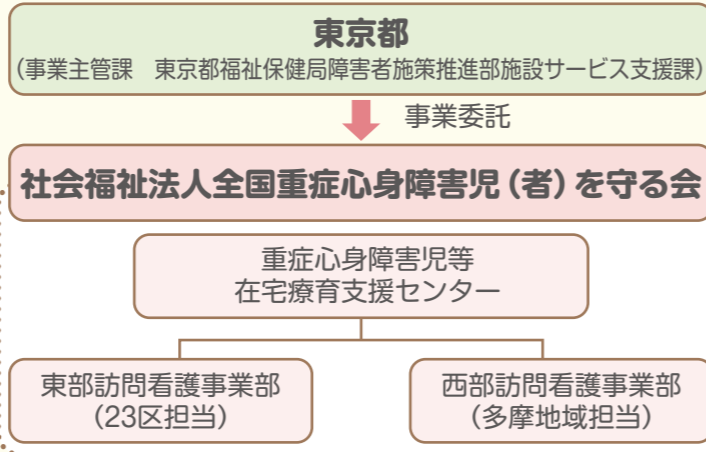 東京都
(事業主管課　東京都福祉保健局障害者施策推進部施設サービス支援課)
事業委託
社会福祉法人全国重症心身障害児（者）を守る会
重症心身障害児等
在宅療育支援センター
東部訪問看護事業部
(23区担当)
西部訪問看護事業部
(多摩地域担当)